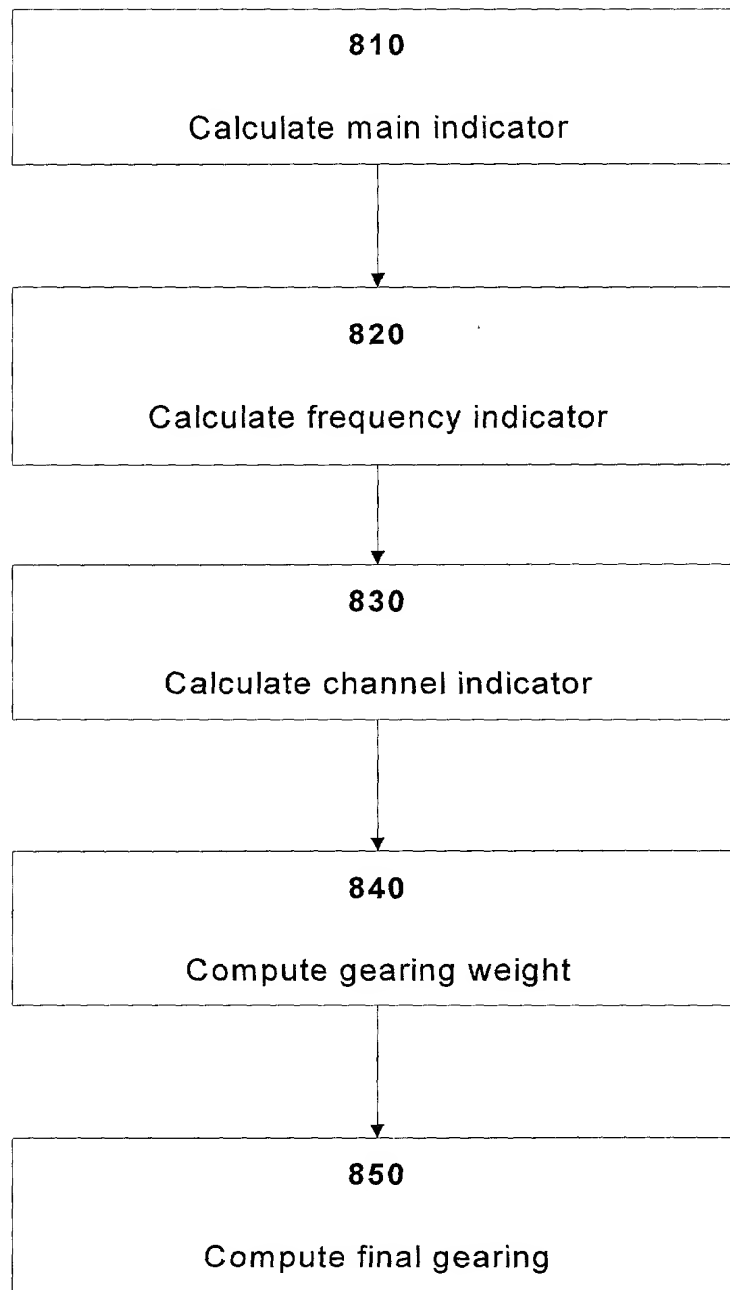 810
Calculate main indicator
820
Calculate frequency indicator
830
Calculate channel indicator
840
Compute gearing weight
850
Compute final gearing